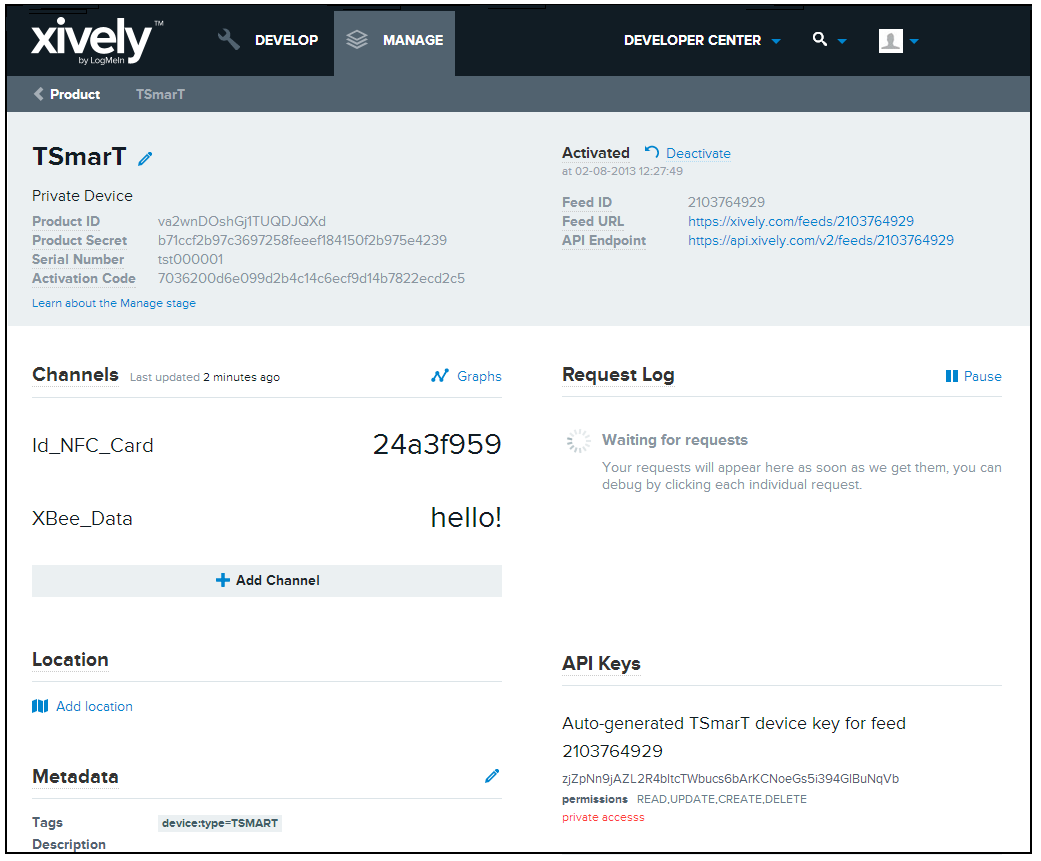 xively™
by LogMeIn
DEVELOP
MANAGE
DEVELOPER CENTER
Product
TSmarT
TSmarT
Private Device
Product ID va2wnDOshGj1TUQDJQXd
Product Secret b71ccf2b97c3697258feeef184150f2b975e4239
Serial Number tst000001
Activation Code 7036200d6e099d2b4c14c6ecf9d14b7822ecd2c5
Learn about the Manage stage
Activated Deactivate
at 02-08-2013 12:27:49
Feed ID 2103764929
Feed URL https://xively.com/feeds/2103764929
API Endpoint https://api.xively.com/v2/feeds/2103764929
Channels Last updated 2 minutes ago Graphs
Id_NFC_Card 24a3f959
XBee_Data hello!
Add Channel
Request Log Pause
Waiting for requests
Your requests will appear here as soon as we get them, you can
debug by clicking each individual request.
Location
Add location
Metadata
Tags device:type=TSMART
Description
API Keys
Auto-generated TSmarT device key for feed
2103764929
zjZpNn9jAZL2R4bltcTWbucs6bArKCNoeGs5i394GlBuNqVb
permissions READ,UPDATE,CREATE,DELETE
private accesss